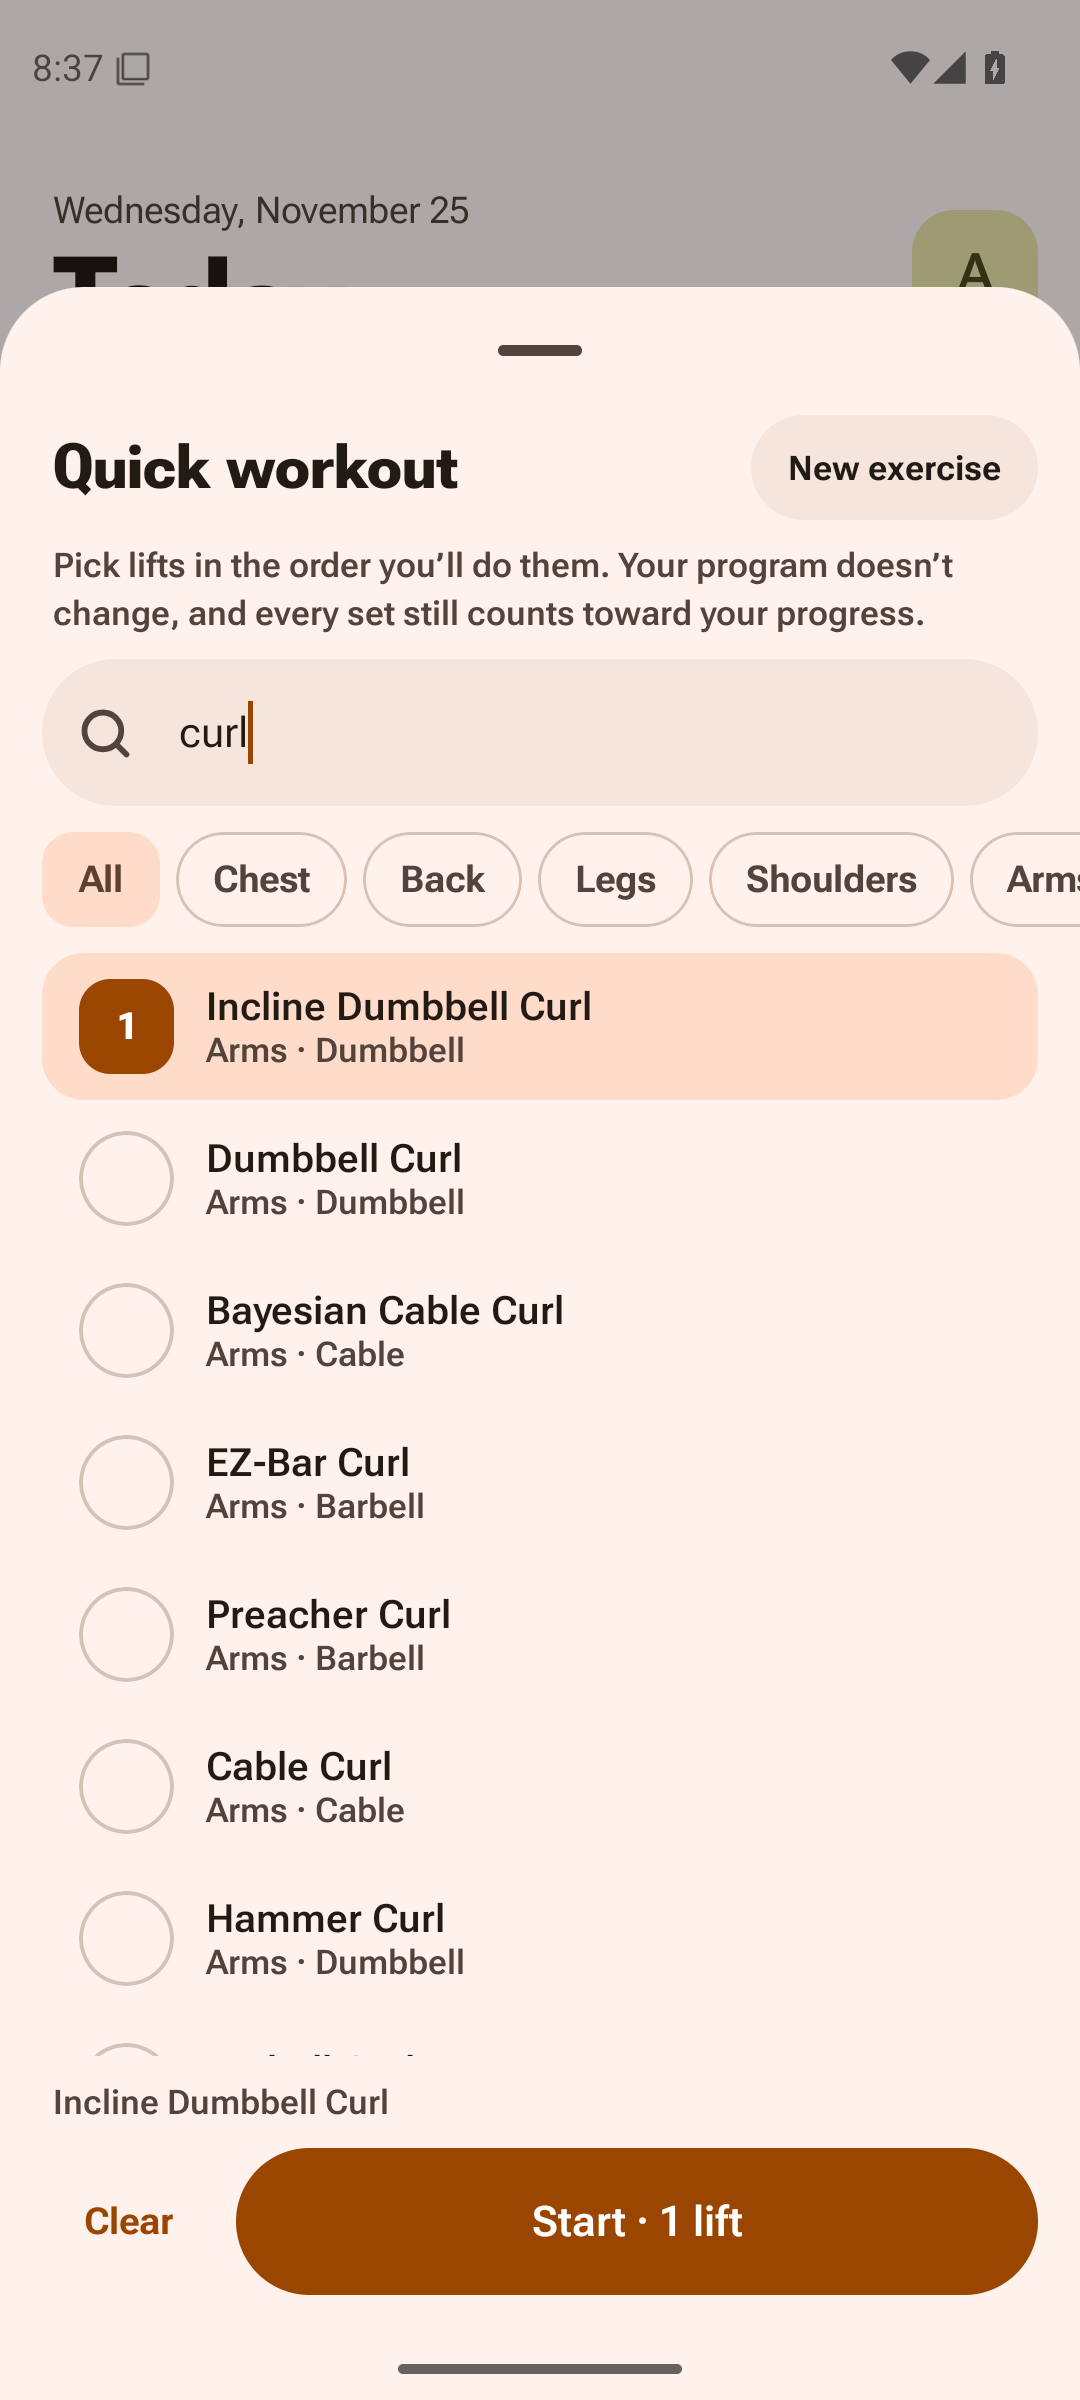 8:37
Wednesday, November 25
Today
A
Quick workout
New exercise
Pick lifts in the order you’ll do them. Your program doesn’t
change, and every set still counts toward your progress.
curl
All
Chest
Back
Legs
Shoulders
Arms
1
Incline Dumbbell Curl
Arms · Dumbbell
Dumbbell Curl
Arms · Dumbbell
Bayesian Cable Curl
Arms · Cable
EZ-Bar Curl
Arms · Barbell
Preacher Curl
Arms · Barbell
Cable Curl
Arms · Cable
Hammer Curl
Arms · Dumbbell
Incline Dumbbell Curl
Clear
Start · 1 lift